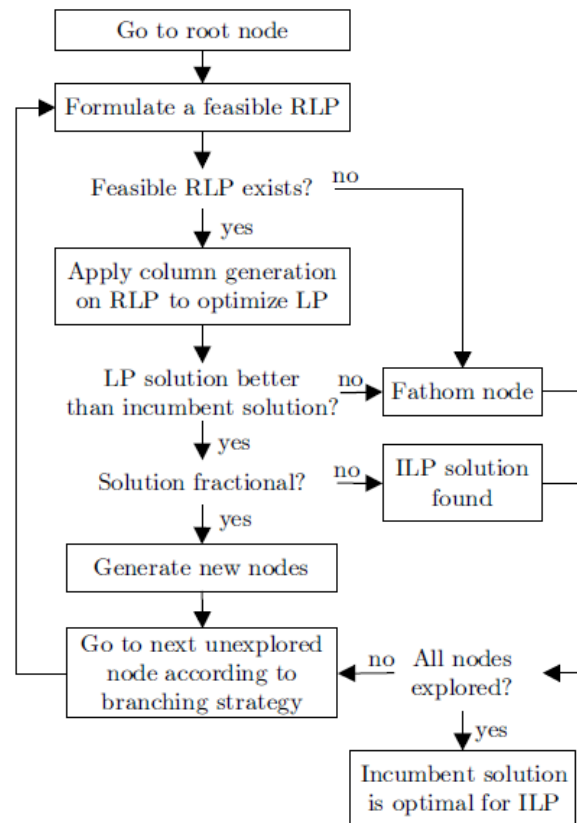 Go to root node
Formulate a feasible RLP
Feasible RLP exists?
no
yes
Apply column generation
on RLP to optimize LP
LP solution better
than incumbent solution?
no
Fathom node
yes
Solution fractional?
no
ILP solution
found
yes
Generate new nodes
Go to next unexplored
node according to
branching strategy
no
All nodes
explored?
yes
Incumbent solution
is optimal for ILP